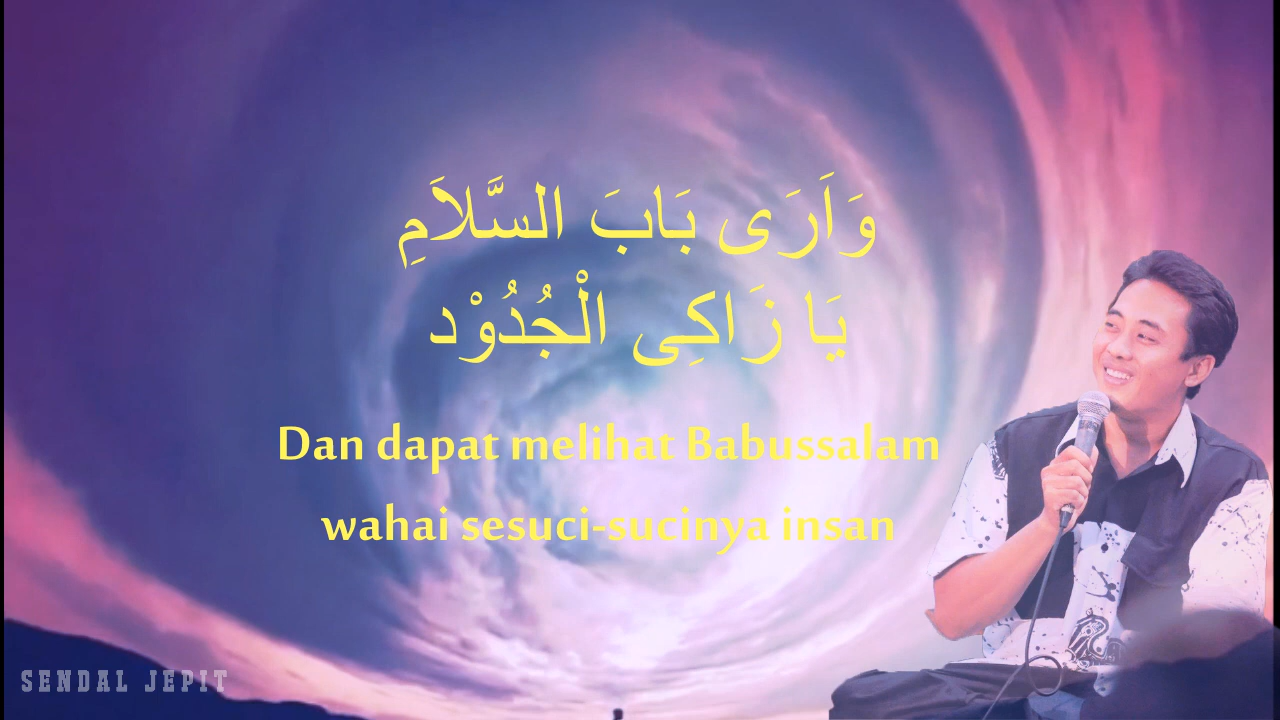 وَاَرَى بَابَ السَّلاَمِ
يَا زَاكِى الْجُدُوْد
Dan dapat melihat Babussalam
wahai sesuci-sucinya insan
SENDAL JEPIT